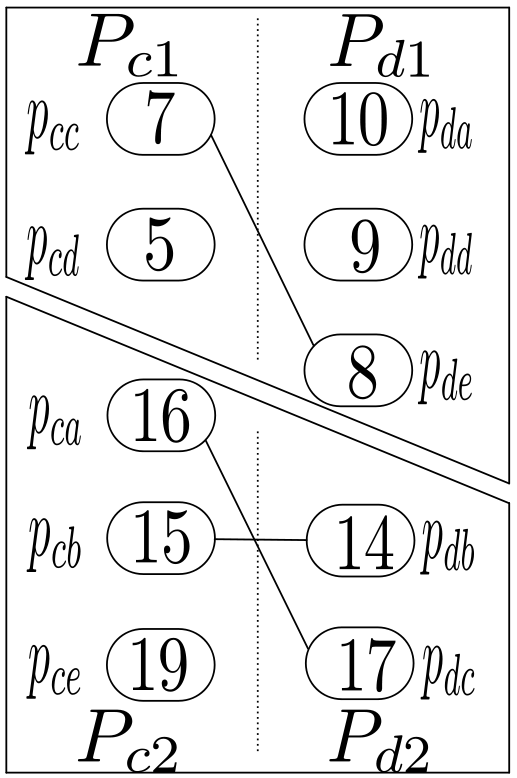 P_{c1} P_{d1}
p_{cc} 7 10 p_{da}
p_{cd} 5 9 p_{dd}
8 p_{de}
p_{ca} 16
p_{cb} 15 14 p_{db}
p_{ce} 19 17 p_{dc}
P_{c2} P_{d2}